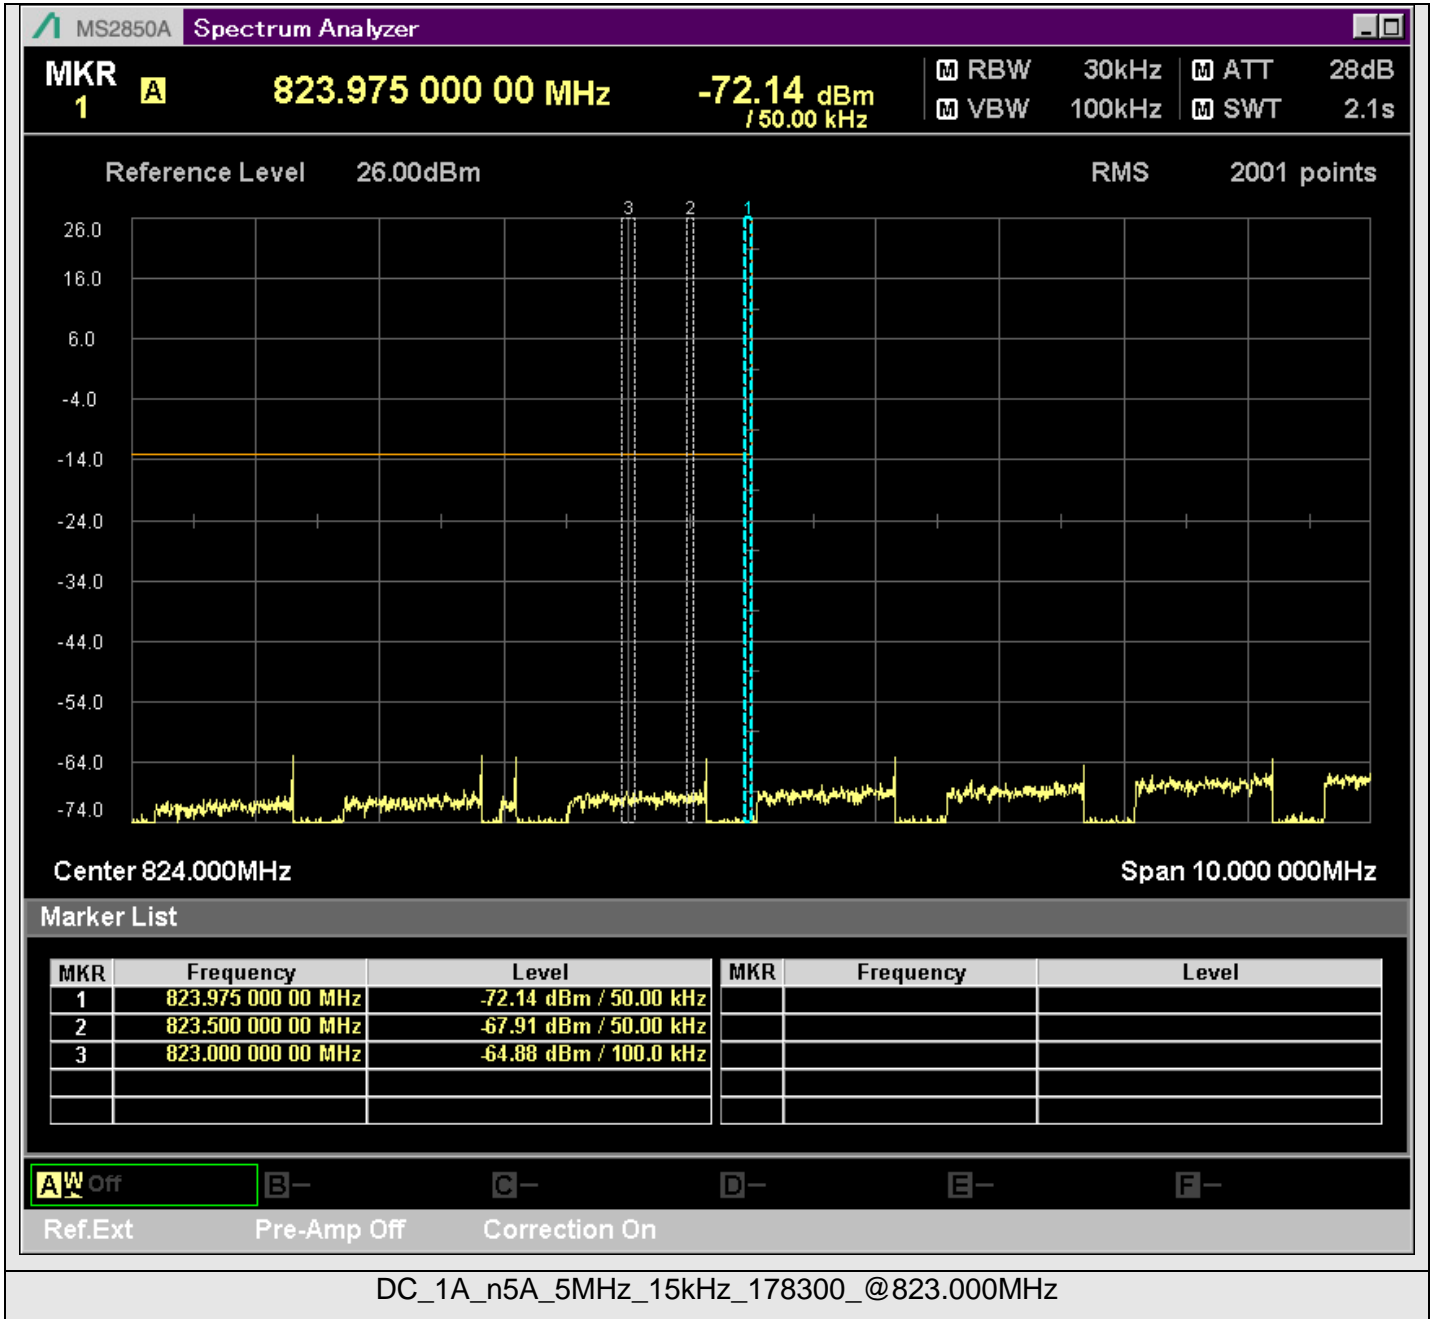 MS2850A Spectrum Analyzer
MKR 1 A 823.975 000 00 MHz -72.14 dBm / 50.00 kHz
M RBW 30kHz M ATT 28dB
M VBW 100kHz M SWT 2.1s
Reference Level 26.00dBm RMS 2001 points
3 2 1
26.0
16.0
6.0
-4.0
-14.0
-24.0
-34.0
-44.0
-54.0
-64.0
-74.0
Center 824.000MHz Span 10.000 000MHz
Marker List
MKR Frequency Level MKR Frequency Level
1 823.975 000 00 MHz -72.14 dBm / 50.00 kHz
2 823.500 000 00 MHz -67.91 dBm / 50.00 kHz
3 823.000 000 00 MHz -64.88 dBm / 100.0 kHz
A W Off B – C – D – E – F –
Ref.Ext Pre-Amp Off Correction On
DC_1A_n5A_5MHz_15kHz_178300_@823.000MHz